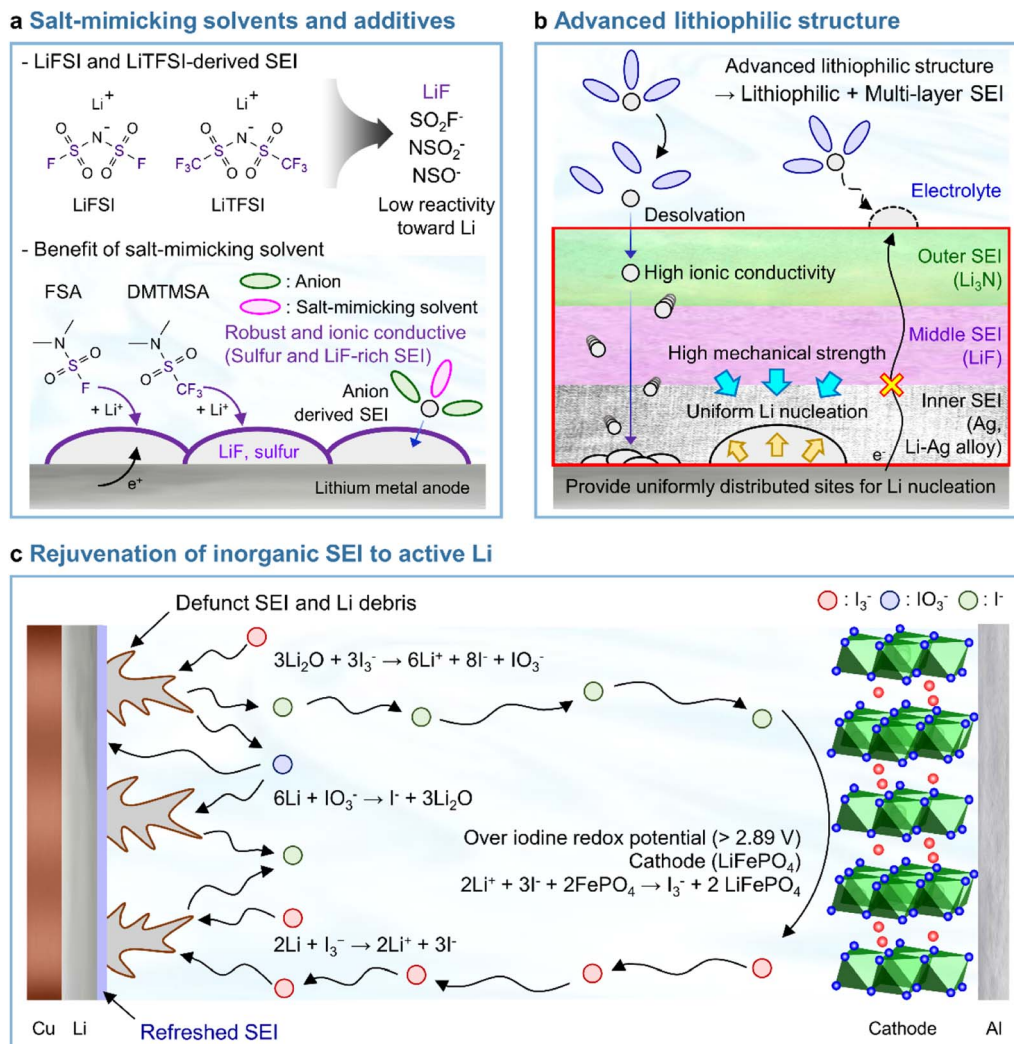 a Salt-mimicking solvents and additives
- LiFSI and LiTFSI-derived SEI
Li⁺
Li⁺
O
O
O
O
S
N⁻
S
F
O
O
F
LiFSI
F₃C
S
N⁻
S
CF₃
O
O
LiTFSI
LiF
SO₂F⁻
NSO₂⁻
NSO⁻
Low reactivity
toward Li
- Benefit of salt-mimicking solvent
FSA
DMTMSA
: Anion
: Salt-mimicking solvent
Robust and ionic conductive
(Sulfur and LiF-rich SEI)
N
S
O
O
F
N
S
O
O
CF₃
+ Li⁺
+ Li⁺
Anion
derived SEI
LiF, sulfur
e⁺
Lithium metal anode
b Advanced lithiophilic structure
Advanced lithiophilic structure
→ Lithiophilic + Multi-layer SEI
Electrolyte
Desolvation
High ionic conductivity
Outer SEI
(Li₃N)
Middle SEI
(LiF)
High mechanical strength
Uniform Li nucleation
Inner SEI
(Ag,
Li-Ag alloy)
e⁻
Provide uniformly distributed sites for Li nucleation
c Rejuvenation of inorganic SEI to active Li
Defunct SEI and Li debris
: I₃⁻
: IO₃⁻
: I⁻
3Li₂O + 3I₃⁻ → 6Li⁺ + 8I⁻ + IO₃⁻
6Li + IO₃⁻ → I⁻ + 3Li₂O
Over iodine redox potential (> 2.89 V)
Cathode (LiFePO₄)
2Li⁺ + 3I⁻ + 2FePO₄ → I₃⁻ + 2 LiFePO₄
2Li + I₃⁻ → 2Li⁺ + 3I⁻
Cu
Li
Refreshed SEI
Cathode
Al